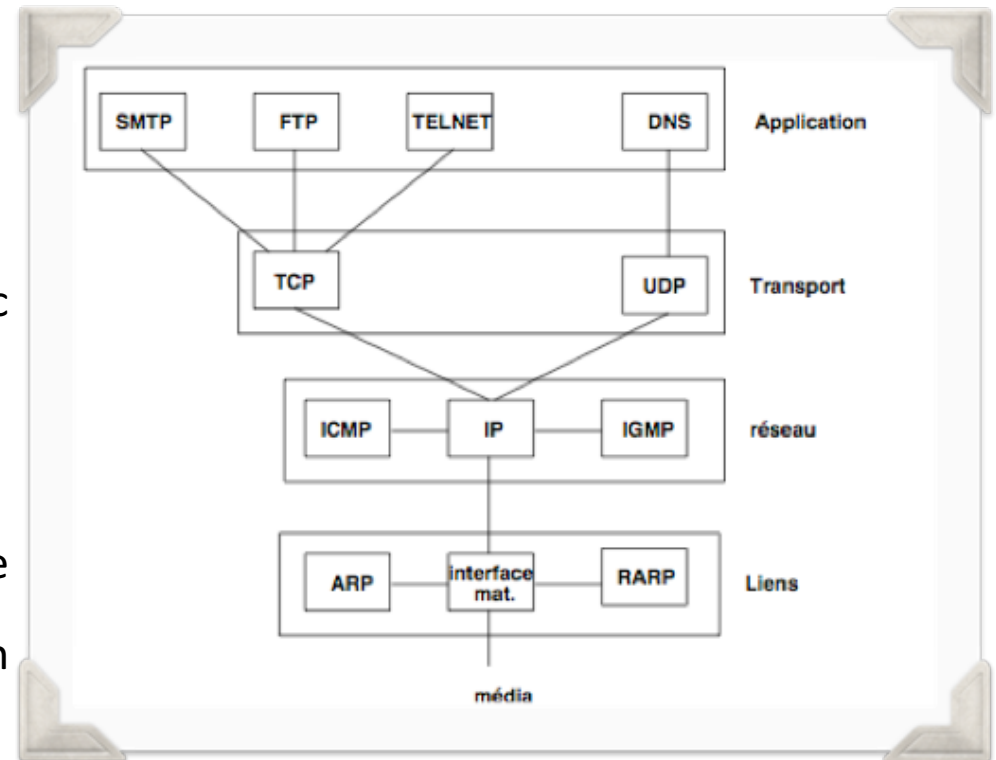 SMTP FTP TELNET DNS Application
c
TCP UDP Transport
ICMP IP IGMP réseau
e
ARP interface mat. RARP Liens
n
média